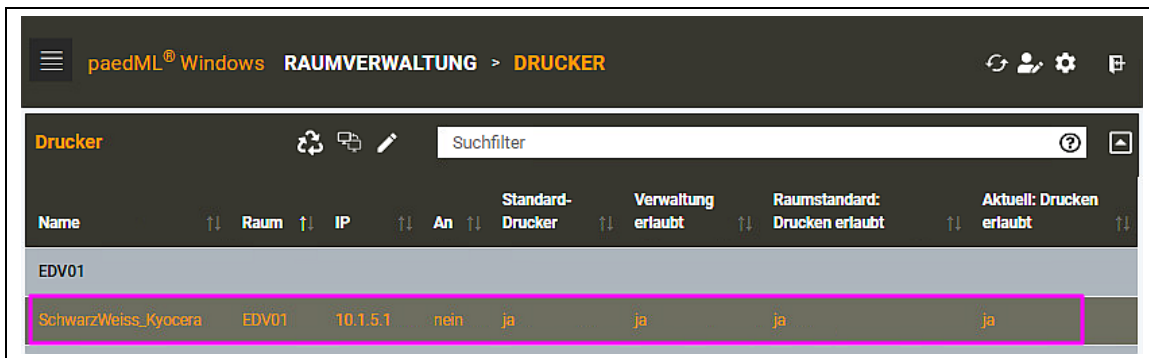 paedML® Windows RAUMVERWALTUNG > DRUCKER
Drucker Suchfilter
Name Raum IP An Standard-Drucker Verwaltung erlaubt Raumstandard: Drucken erlaubt Aktuell: Drucken erlaubt
EDV01
SchwarzWeiss_Kyocera EDV01 10.1.5.1 nein ja ja ja ja